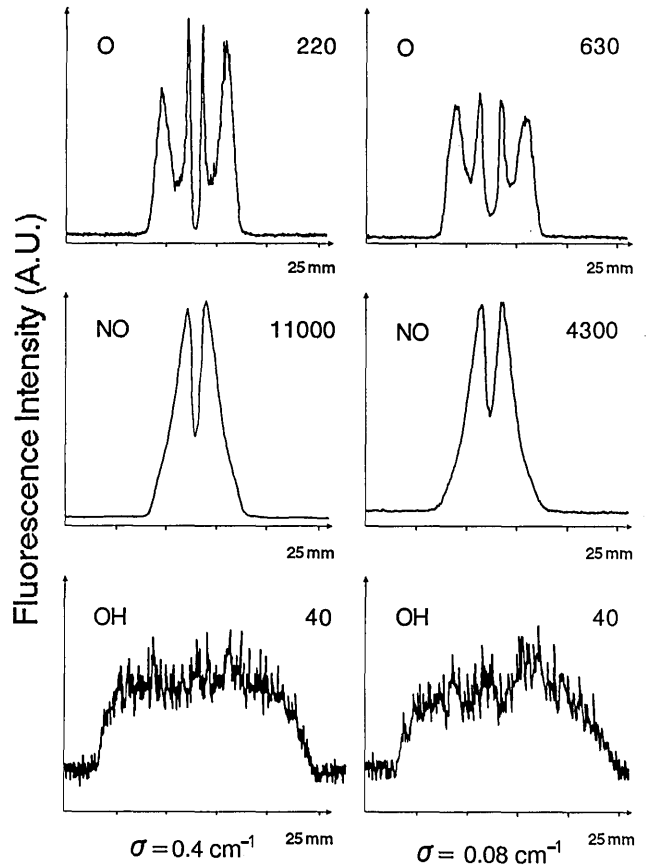 Fluorescence Intensity (A.U.)
O 220
25 mm
O 630
25 mm
NO 11000
25 mm
NO 4300
25 mm
OH 40
25 mm
OH 40
25 mm
σ = 0.4 cm⁻¹
σ = 0.08 cm⁻¹